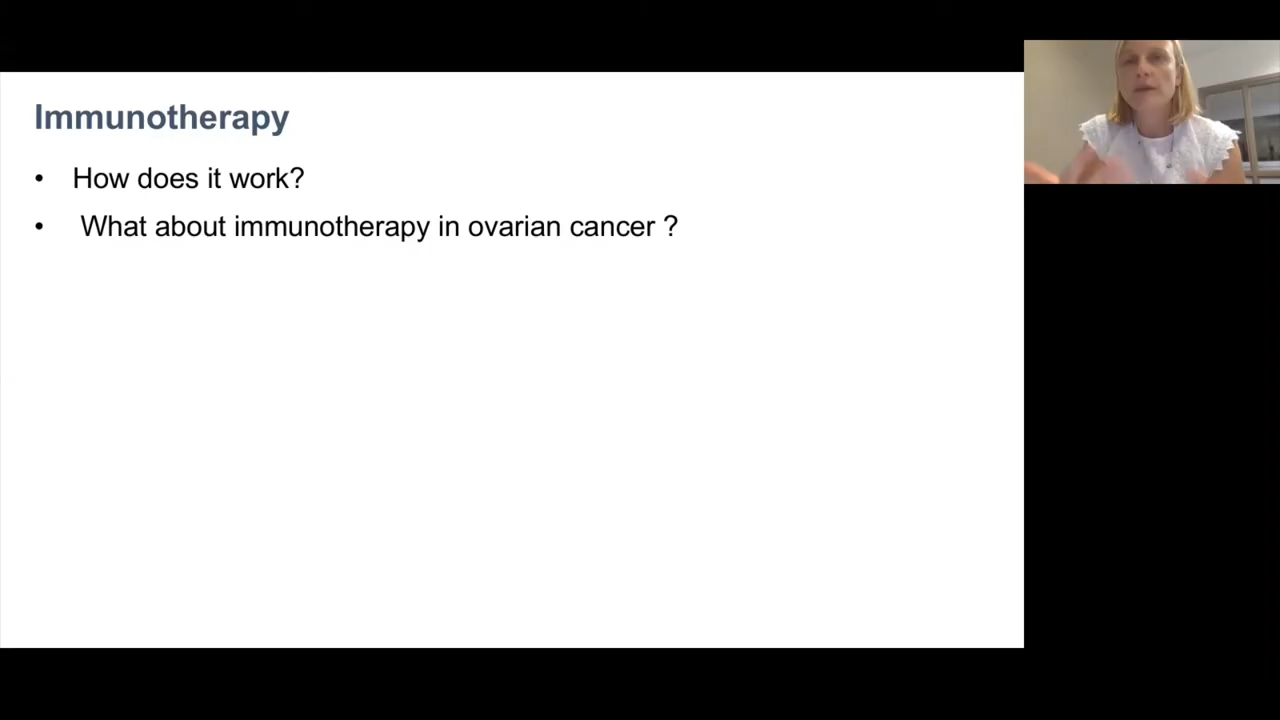 Immunotherapy
• How does it work?
• What about immunotherapy in ovarian cancer ?